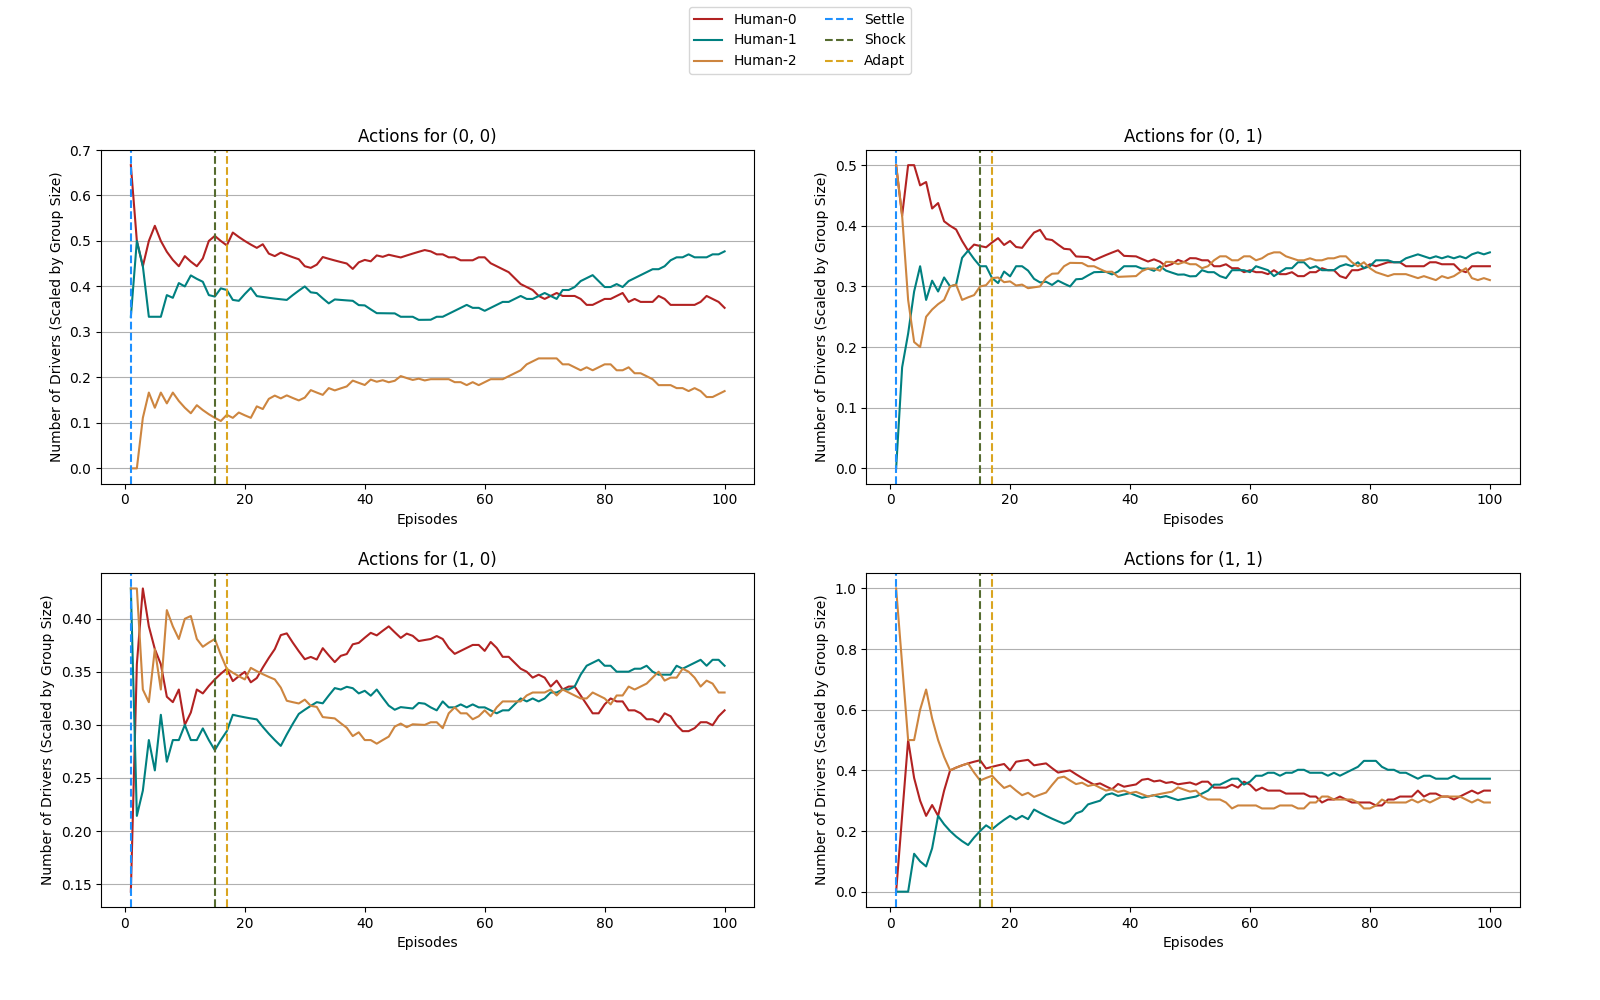 Human-0
Human-1
Human-2
Settle
Shock
Adapt
Actions for (0, 0)
Number of Drivers (Scaled by Group Size)
0.7
0.6
0.5
0.4
0.3
0.2
0.1
0.0
0 20 40 60 80 100
Episodes
Actions for (0, 1)
Number of Drivers (Scaled by Group Size)
0.5
0.4
0.3
0.2
0.1
0.0
0 20 40 60 80 100
Episodes
Actions for (1, 0)
Number of Drivers (Scaled by Group Size)
0.40
0.35
0.30
0.25
0.20
0.15
0 20 40 60 80 100
Episodes
Actions for (1, 1)
Number of Drivers (Scaled by Group Size)
1.0
0.8
0.6
0.4
0.2
0.0
0 20 40 60 80 100
Episodes